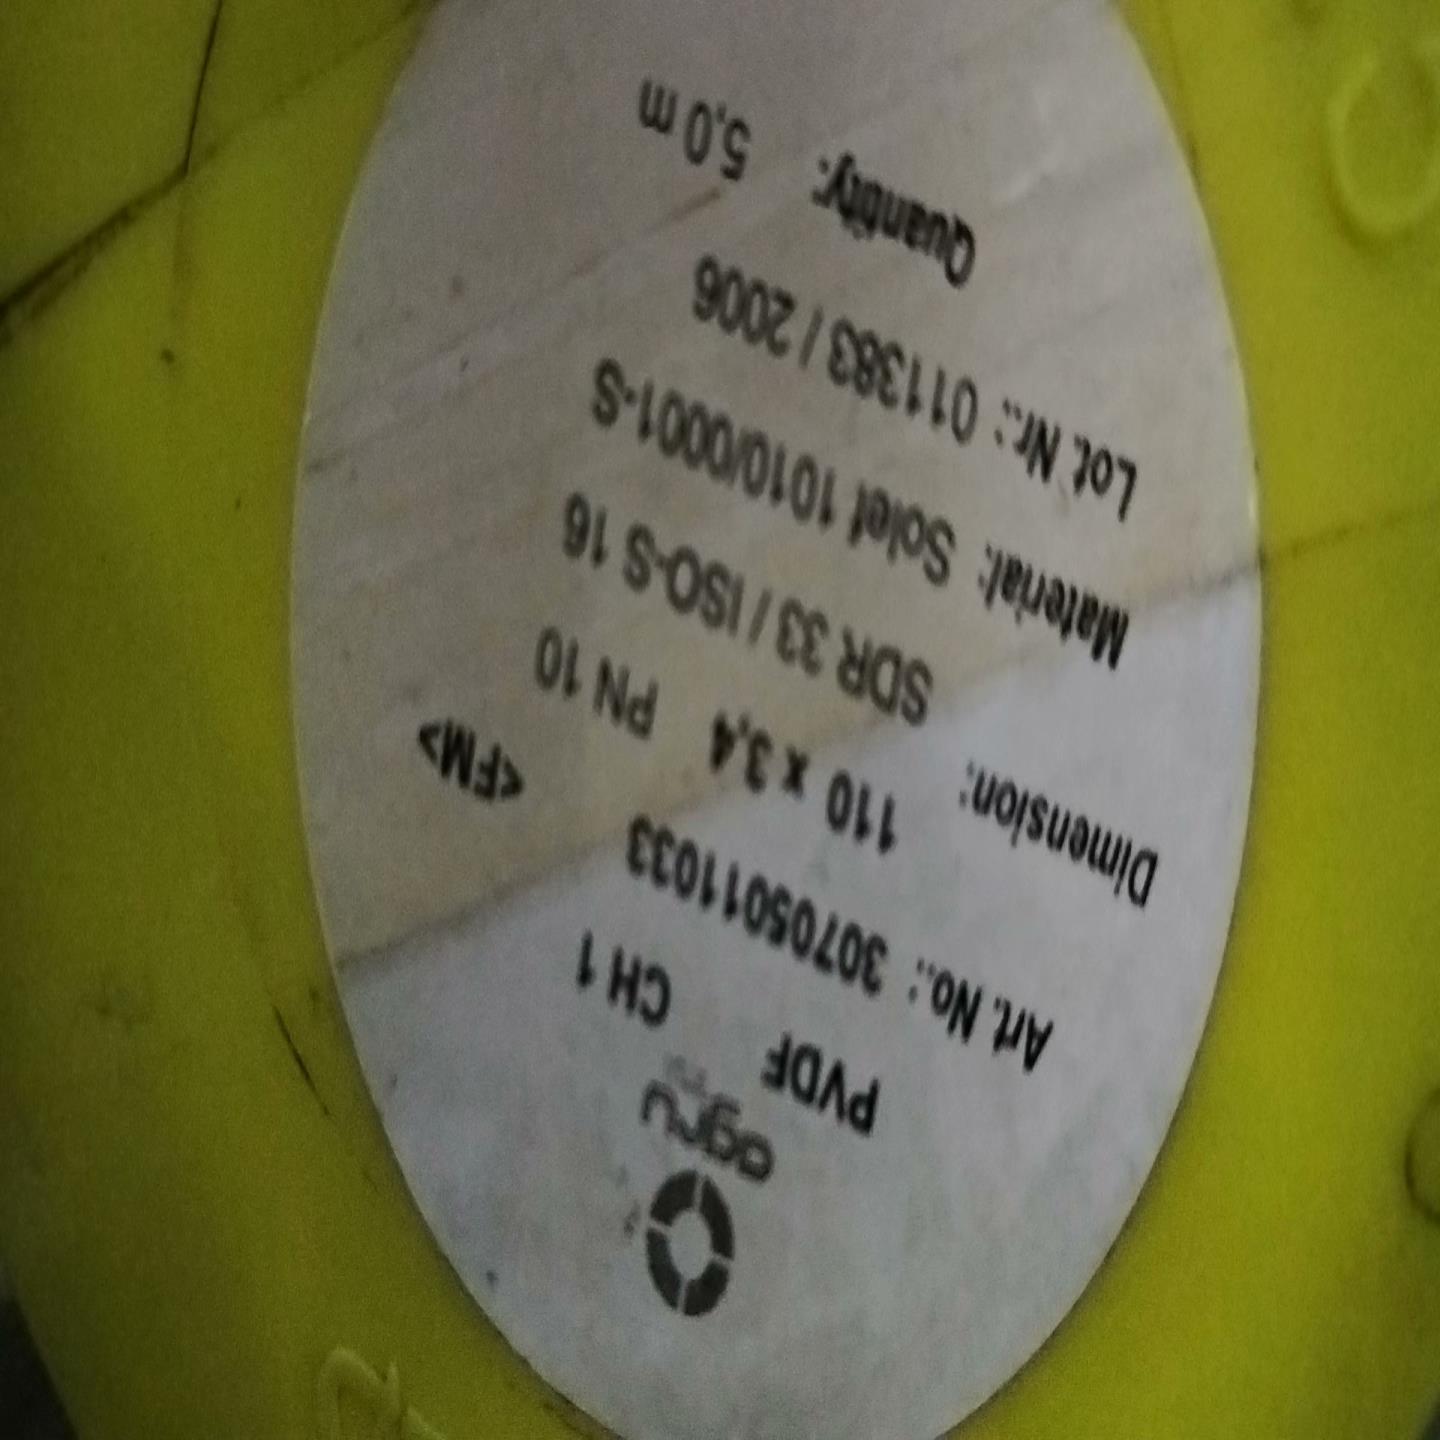 agru
PVDF CH 1
Art. No.: 30705011033 <FM>
Dimension: 110 x 3,4 PN 10
SDR 33 / ISO-S 16
Material: Solef 1010/0001-S
Lot Nr.: 011383 / 2006
Quantity: 5,0 m